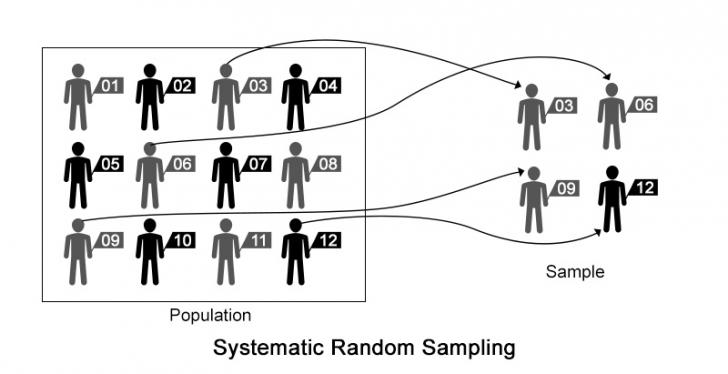 01 02 03 04
03 06
05 06 07 08
09 12
09 10 11 12
Sample
Population
Systematic Random Sampling